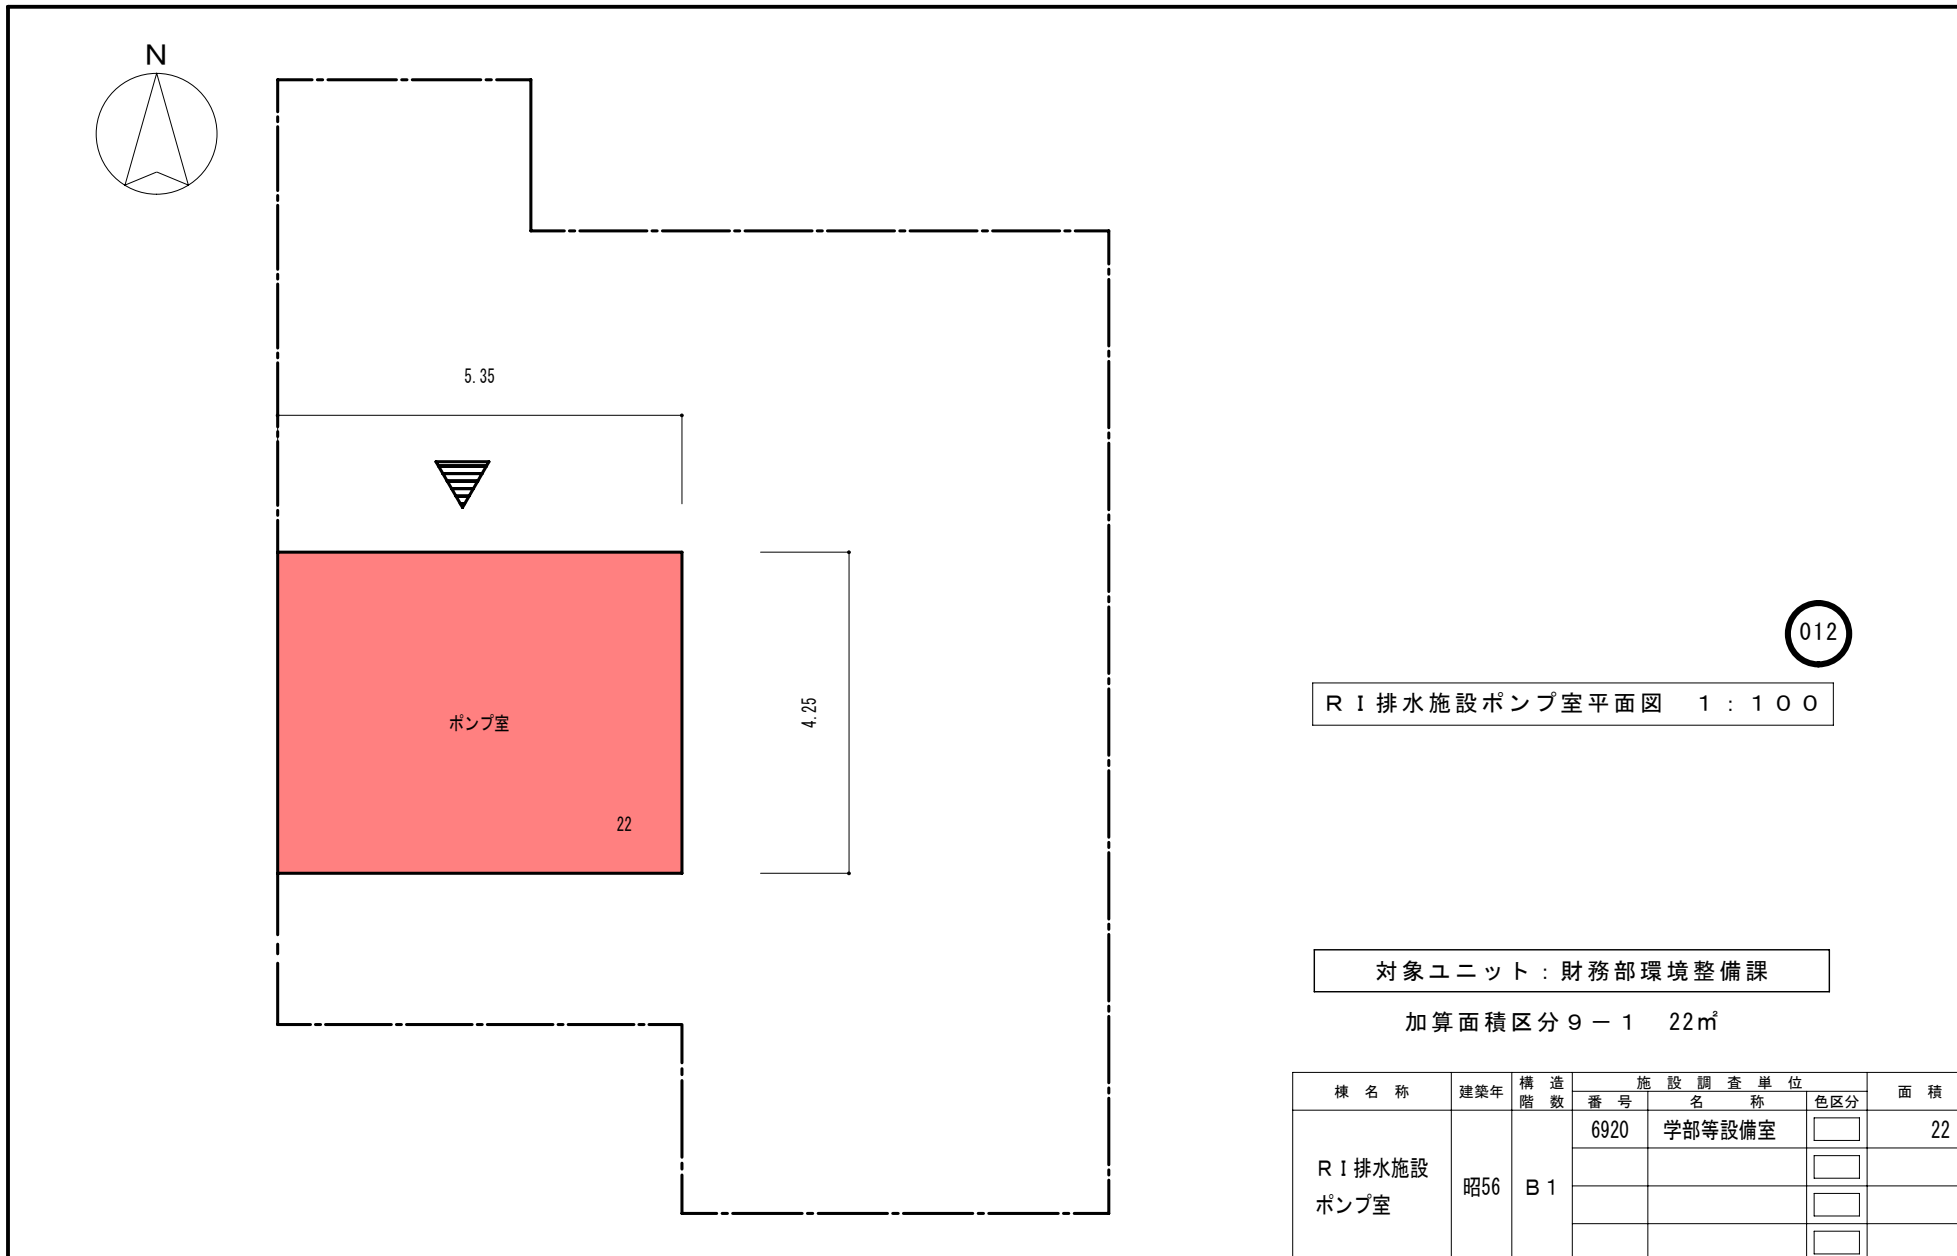 N
5.35
ポンプ室
22
4.25
012
ＲＩ排水施設ポンプ室平面図　１：１００
対象ユニット：財務部環境整備課
加算面積区分９－１　22㎡
棟名称　建築年　構造階数　施設調査単位　面積
番号　名称　色区分
6920　学部等設備室　22
ＲＩ排水施設
ポンプ室
昭56　Ｂ１